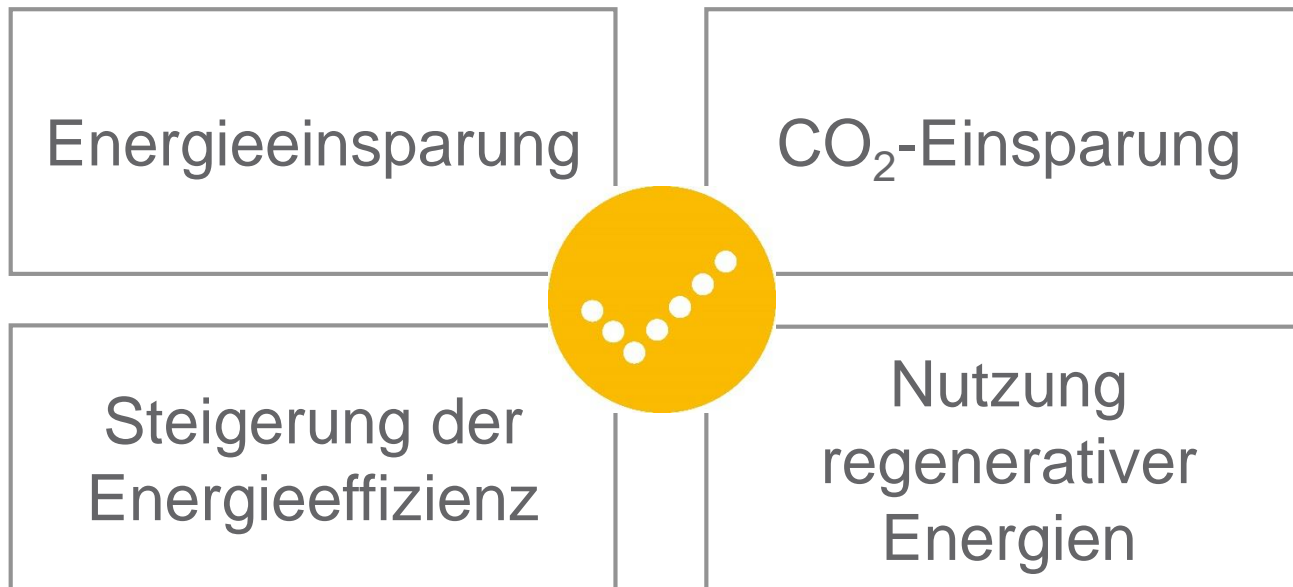 Energieeinsparung
CO₂-Einsparung
Steigerung der
Energieeffizienz
Nutzung
regenerativer
Energien